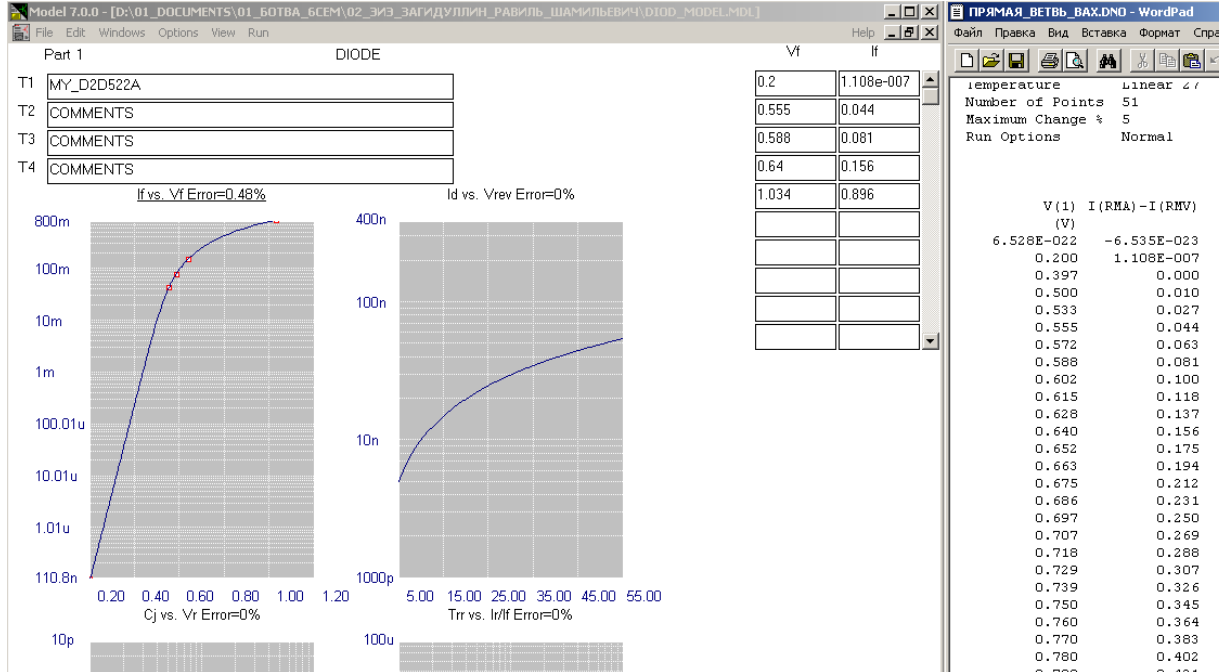 Model 7.0.0 - [D:\01_DOCUMENTS\01_БОТВА_6СЕМ\02_ЭИЭ_ЗАГИДУЛЛИН_РАВИЛЬ_ШАМИЛЬЕВИЧ\DIOD_MODEL.MDL]
File Edit Windows Options View Run Help
Part 1 DIODE Vf If
T1 MY_D2D522A
T2 COMMENTS
T3 COMMENTS
T4 COMMENTS
0.2 1.108e-007
0.555 0.044
0.588 0.081
0.64 0.156
1.034 0.896
If vs. Vf Error=0.48%
800m
100m
10m
1m
100.01u
10.01u
1.01u
110.8n
0.20 0.40 0.60 0.80 1.00 1.20
Id vs. Vrev Error=0%
400n
100n
10n
1000p
5.00 15.00 25.00 35.00 45.00 55.00
Cj vs. Vr Error=0%
10p
Trr vs. Ir/If Error=0%
100u
ПРЯМАЯ_ВЕТВЬ_ВАХ.DNO - WordPad
Файл Правка Вид Вставка Формат Спра
Temperature Linear 27
Number of Points 51
Maximum Change % 5
Run Options Normal
V(1) I(RMA)-I(RMV)
(V)
6.528E-022 -6.535E-023
0.200 1.108E-007
0.397 0.000
0.500 0.010
0.533 0.027
0.555 0.044
0.572 0.063
0.588 0.081
0.602 0.100
0.615 0.118
0.628 0.137
0.640 0.156
0.652 0.175
0.663 0.194
0.675 0.212
0.686 0.231
0.697 0.250
0.707 0.269
0.718 0.288
0.729 0.307
0.739 0.326
0.750 0.345
0.760 0.364
0.770 0.383
0.780 0.402